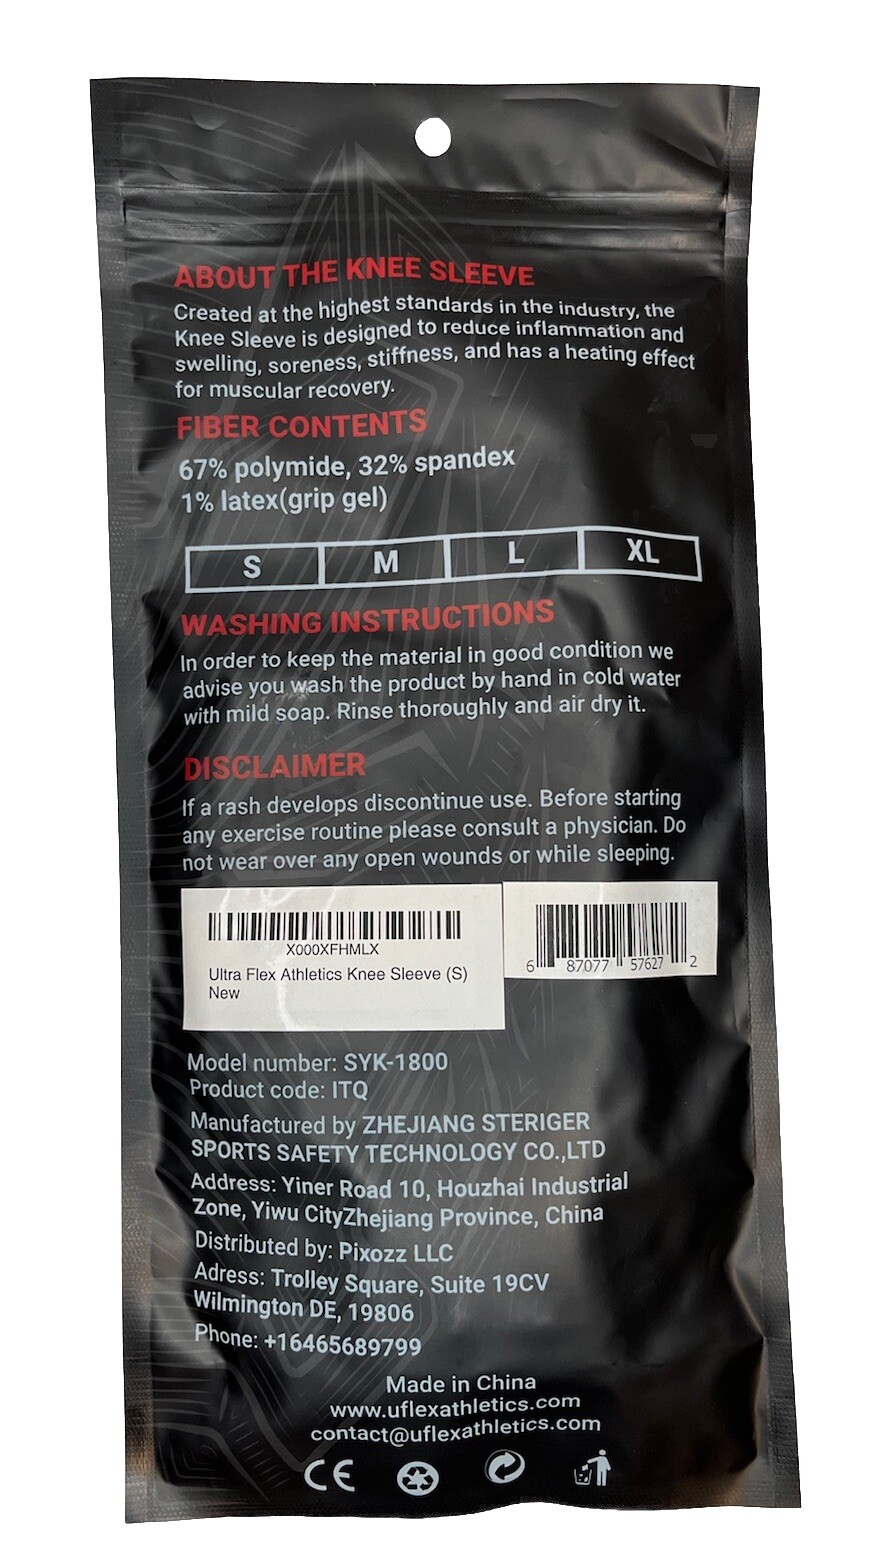 ABOUT THE KNEE SLEEVE
Created at the highest standards in the industry, the
Knee Sleeve is designed to reduce inflammation and
swelling, soreness, stiffness, and has a heating effect
for muscular recovery.
FIBER CONTENTS
67% polymide, 32% spandex
1% latex(grip gel)
S M L XL
WASHING INSTRUCTIONS
In order to keep the material in good condition we
advise you wash the product by hand in cold water
with mild soap. Rinse thoroughly and air dry it.
DISCLAIMER
If a rash develops discontinue use. Before starting
any exercise routine please consult a physician. Do
not wear over any open wounds or while sleeping.
X000XFHMLX
Ultra Flex Athletics Knee Sleeve (S)
New
6 87077 57627 2
Model number: SYK-1800
Product code: ITQ
Manufactured by ZHEJIANG STERIGER
SPORTS SAFETY TECHNOLOGY CO.,LTD
Address: Yiner Road 10, Houzhai Industrial
Zone, Yiwu CityZhejiang Province, China
Distributed by: Pixozz LLC
Adress: Trolley Square, Suite 19CV
Wilmington DE, 19806
Phone: +16465689799
Made in China
www.uflexathletics.com
contact@uflexathletics.com
CE